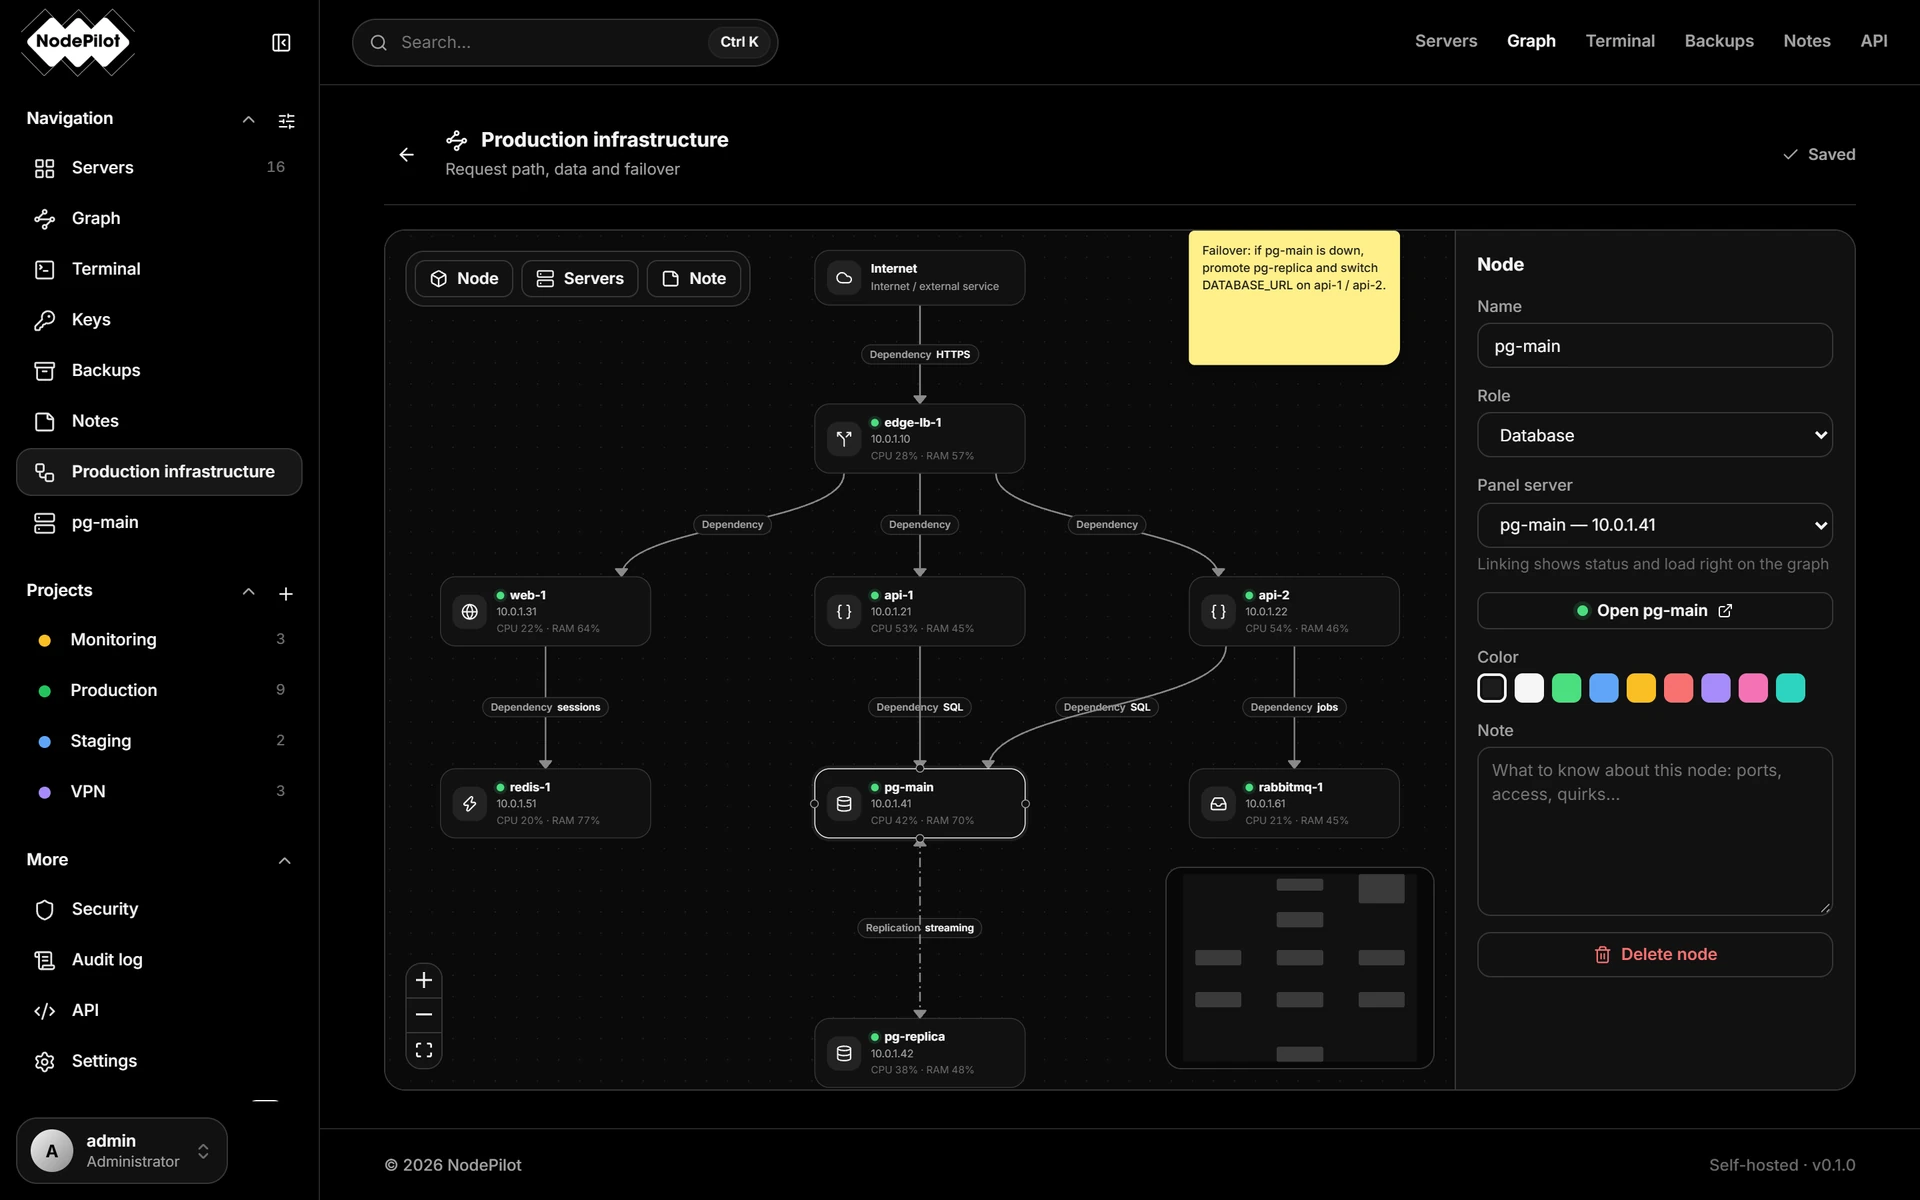 NodePilot
Search...
Ctrl K
Servers
Graph
Terminal
Backups
Notes
API
Navigation
Servers 16
Graph
Terminal
Keys
Backups
Notes
Production infrastructure
pg-main
Projects
Monitoring 3
Production 9
Staging 2
VPN 3
More
Security
Audit log
API
Settings
A
admin
Administrator
Production infrastructure
Request path, data and failover
Saved
Node
Servers
Note
Internet
Internet / external service
Failover: if pg-main is down,
promote pg-replica and switch
DATABASE_URL on api-1 / api-2.
Dependency HTTPS
edge-lb-1
10.0.1.10
CPU 28% · RAM 57%
Dependency
Dependency
Dependency
web-1
10.0.1.31
CPU 22% · RAM 64%
api-1
10.0.1.21
CPU 53% · RAM 45%
api-2
10.0.1.22
CPU 54% · RAM 46%
Dependency sessions
Dependency SQL
Dependency SQL
Dependency jobs
redis-1
10.0.1.51
CPU 20% · RAM 77%
pg-main
10.0.1.41
CPU 42% · RAM 70%
rabbitmq-1
10.0.1.61
CPU 21% · RAM 45%
Replication streaming
pg-replica
10.0.1.42
CPU 38% · RAM 48%
Node
Name
pg-main
Role
Database
Panel server
pg-main — 10.0.1.41
Linking shows status and load right on the graph
Open pg-main
Color
Note
What to know about this node: ports,
access, quirks...
Delete node
© 2026 NodePilot
Self-hosted · v0.1.0